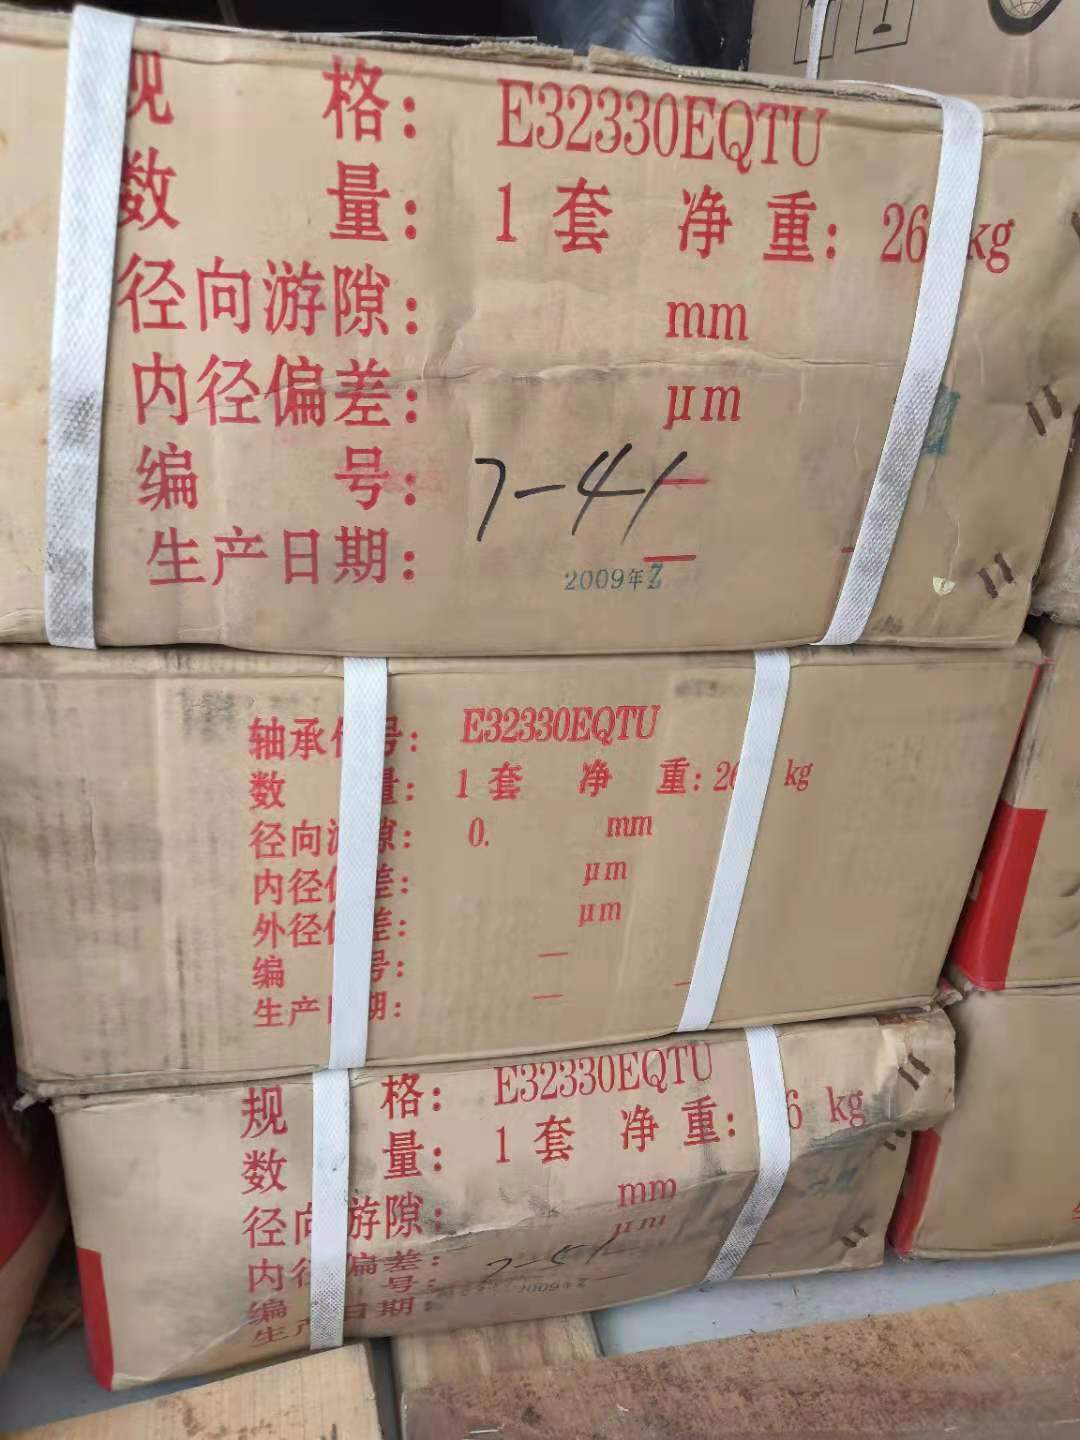 规 格: E32330EQTU
数 量: 1 套 净 重: 26 kg
径向游隙: mm
内径偏差: μm
编 号: 7-41
生产日期:
2009年
轴承 号: E32330EQTU
数 量: 1 套 净 重: 26 kg
径向游隙: 0. mm
内径偏差: μm
外径偏差: μm
编 号:
生产日期:
规 格: E32330EQTU
数 量: 1 套 净 重: 6 kg
径向游隙: mm
内径偏差: μm
编 号:
生产日期: